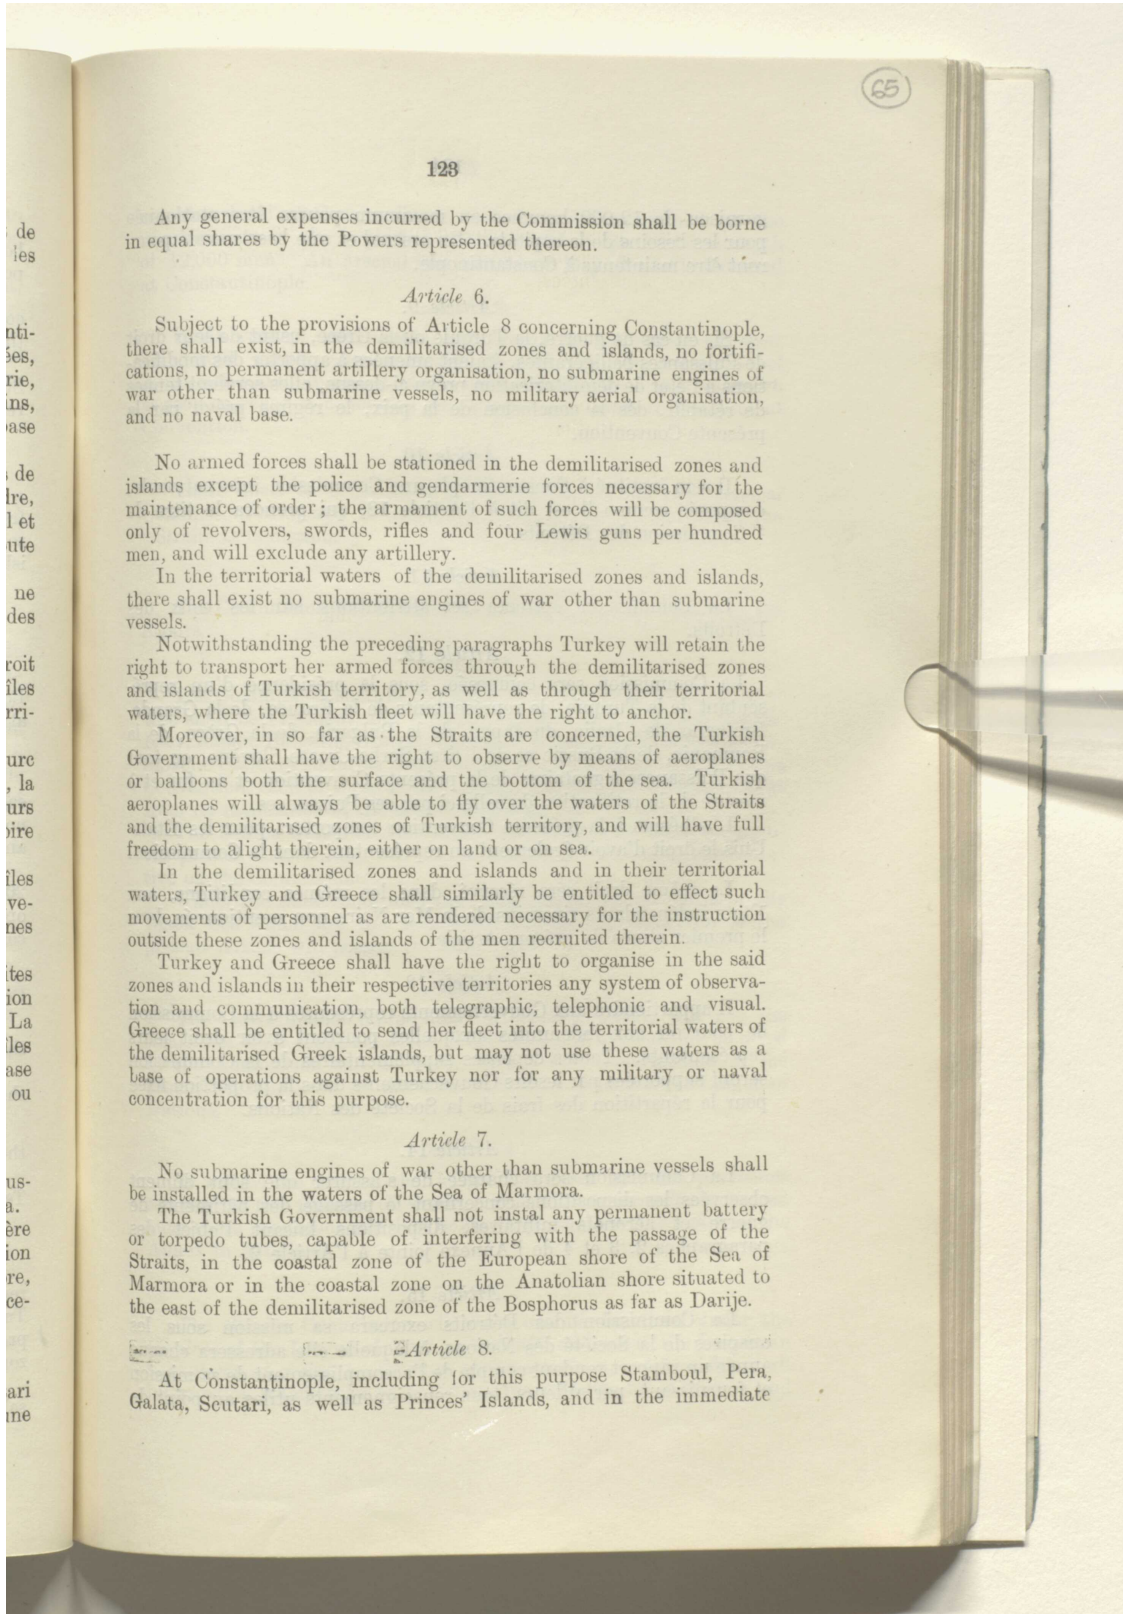 65
123
Any general expenses incurred by the Commission shall be borne
in equal shares by the Powers represented thereon.
Article 6.
Subject to the provisions of Article 8 concerning Constantinople,
there shall exist, in the demilitarised zones and islands, no fortifi-
cations, no permanent artillery organisation, no submarine engines of
war other than submarine vessels, no military aerial organisation,
and no naval base.
No armed forces shall be stationed in the demilitarised zones and
islands except the police and gendarmerie forces necessary for the
maintenance of order; the armament of such forces will be composed
only of revolvers, swords, rifles and four Lewis guns per hundred
men, and will exclude any artillery.
In the territorial waters of the demilitarised zones and islands,
there shall exist no submarine engines of war other than submarine
vessels.
Notwithstanding the preceding paragraphs Turkey will retain the
right to transport her armed forces through the demilitarised zones
and islands of Turkish territory, as well as through their territorial
waters, where the Turkish fleet will have the right to anchor.
Moreover, in so far as the Straits are concerned, the Turkish
Government shall have the right to observe by means of aeroplanes
or balloons both the surface and the bottom of the sea. Turkish
aeroplanes will always be able to fly over the waters of the Straits
and the demilitarised zones of Turkish territory, and will have full
freedom to alight therein, either on land or on sea.
In the demilitarised zones and islands and in their territorial
waters, Turkey and Greece shall similarly be entitled to effect such
movements of personnel as are rendered necessary for the instruction
outside these zones and islands of the men recruited therein.
Turkey and Greece shall have the right to organise in the said
zones and islands in their respective territories any system of observa-
tion and communication, both telegraphic, telephonic and visual.
Greece shall be entitled to send her fleet into the territorial waters of
the demilitarised Greek islands, but may not use these waters as a
base of operations against Turkey nor for any military or naval
concentration for this purpose.
Article 7.
No submarine engines of war other than submarine vessels shall
be installed in the waters of the Sea of Marmora.
The Turkish Government shall not instal any permanent battery
or torpedo tubes, capable of interfering with the passage of the
Straits, in the coastal zone of the European shore of the Sea of
Marmora or in the coastal zone on the Anatolian shore situated to
the east of the demilitarised zone of the Bosphorus as far as Darije.
Article 8.
At Constantinople, including for this purpose Stamboul, Pera,
Galata, Scutari, as well as Princes' Islands, and in the immediate